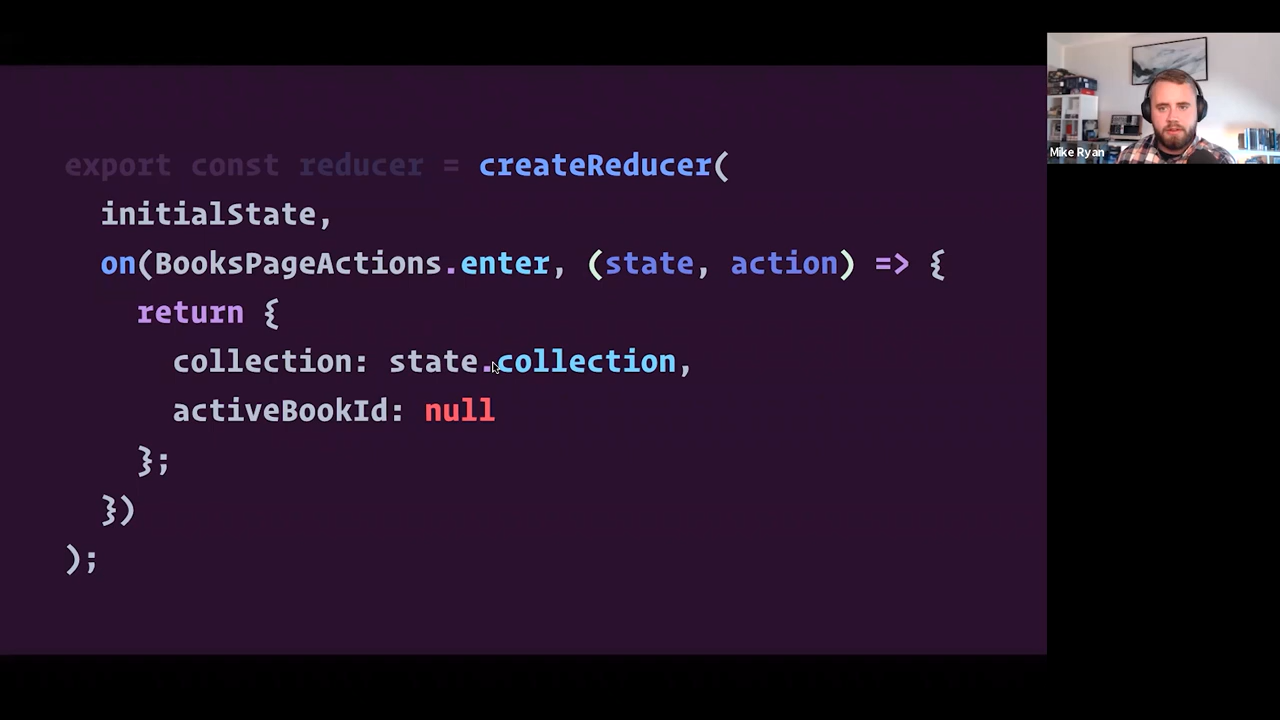 export const reducer = createReducer(
  initialState,
  on(BooksPageActions.enter, (state, action) => {
    return {
      collection: state.collection,
      activeBookId: null
    };
  })
);
Mike Ryan